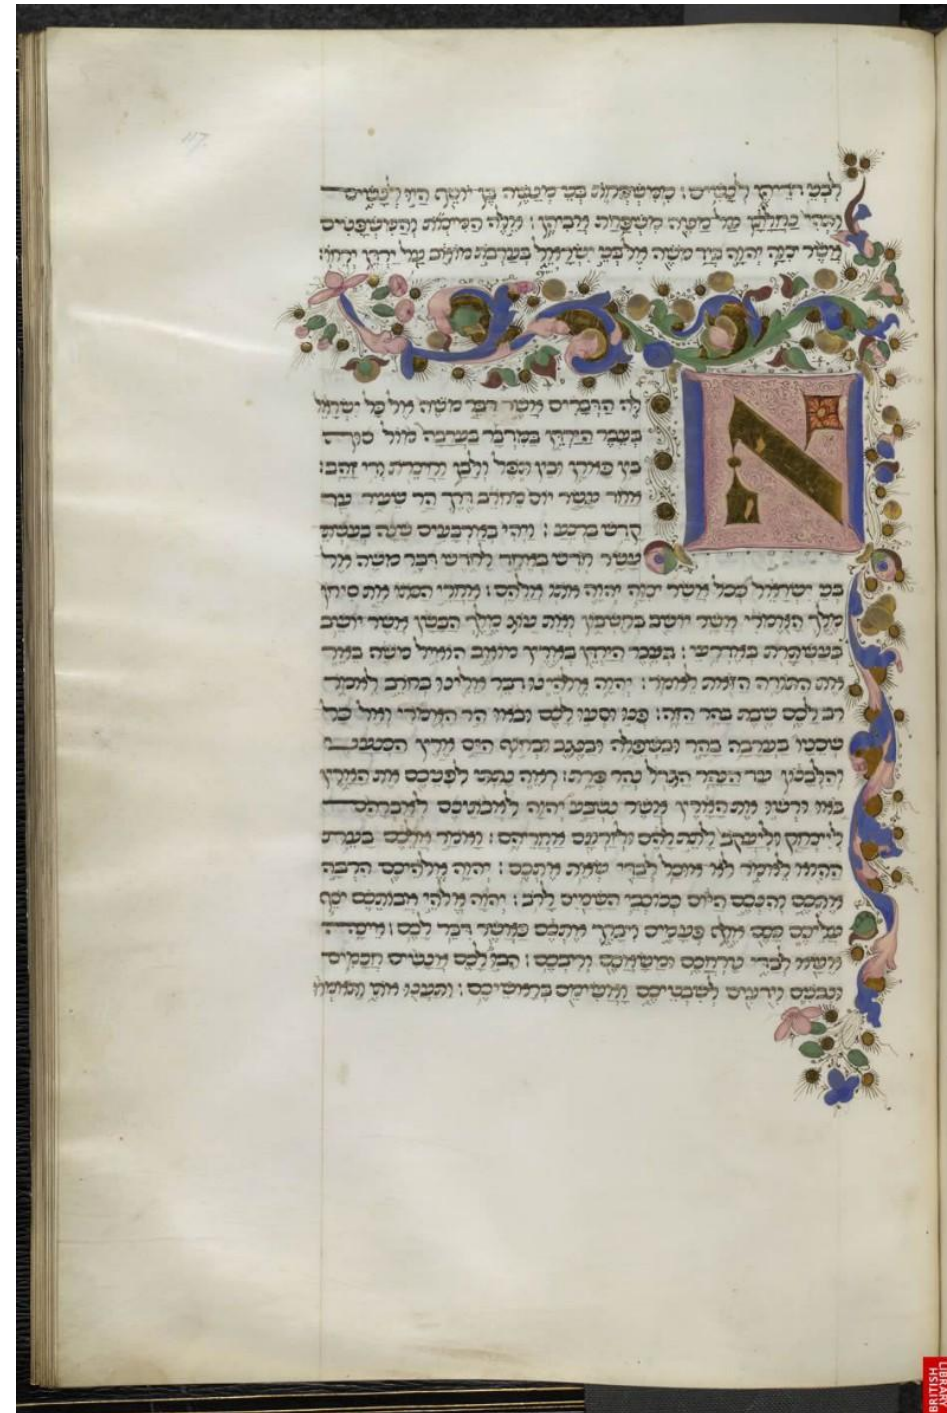 לבני דדיהן לנשים : ממשפחת בני מנשה בן יוסף היו לנשים
ותהי נחלתן על מטה משפחת אביהן : אלה המצות והמשפטים
אשר צוה יהוה ביד משה אל בני ישראל בערבת מואב על ירדן ירחו :
אלה הדברים אשר דבר משה אל כל ישראל
בעבר הירדן במדבר בערבה מול סוף
בין פארן ובין תפל ולבן וחצרת ודי זהב :
אחד עשר יום מחרב דרך הר שעיר עד
קדש ברנע : ויהי בארבעים שנה בעשתי
עשר חדש באחד לחדש דבר משה אל
בני ישראל ככל אשר צוה יהוה אתו אלהם : אחרי הכתו את סיחן
מלך האמרי אשר יושב בחשבון ואת עוג מלך הבשן אשר יושב
בעשתרת באדרעי : בעבר הירדן בארץ מואב הואיל משה באר
את התורה הזאת לאמר : יהוה אלהינו דבר אלינו בחרב לאמר
רב לכם שבת בהר הזה : פנו וסעו לכם ובאו הר האמרי ואל כל
שכניו בערבה בהר ובשפלה ובנגב ובחוף הים ארץ הכנעני
והלבנון עד הנהר הגדל נהר פרת : ראה נתתי לפניכם את הארץ
באו ורשו את הארץ אשר נשבע יהוה לאבתיכם לאברהם
ליצחק וליעקב לתת להם ולזרעם אחריהם : ואמר אלכם בעת
ההוא לאמר לא אוכל לבדי שאת אתכם : יהוה אלהיכם הרבה
אתכם והנכם היום ככוכבי השמים לרב : יהוה אלהי אבותכם יסף
עליכם ככם אלף פעמים ויברך אתכם כאשר דבר לכם : איכה
אשא לבדי טרחכם ומשאכם וריבכם : הבו לכם אנשים חכמים
ונבנים וידעים לשבטיכם ואשימם בראשיכם : ותענו אתי ותאמרו
BRITISH LIBRARY